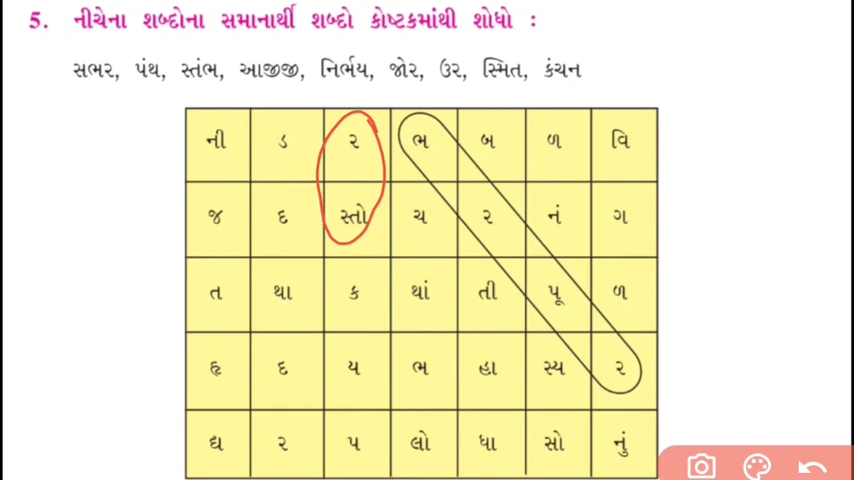 5. નીચેના શબ્દોના સમાનાર્થી શબ્દો કોષ્ટકમાંથી શોધો :
સભર, પંથ, સ્તંભ, આજીજી, નિર્ભય, જોર, ઉર, સ્મિત, કંચન
ની ડ ર ભ બ ળ વિ
જ દ સ્તો ચ ર નં ગ
ત થા ક થાં તી પૂ ળ
હૃ દ ય ભ હા સ્ય ર
ઘ ર પ લો ધા સો નું